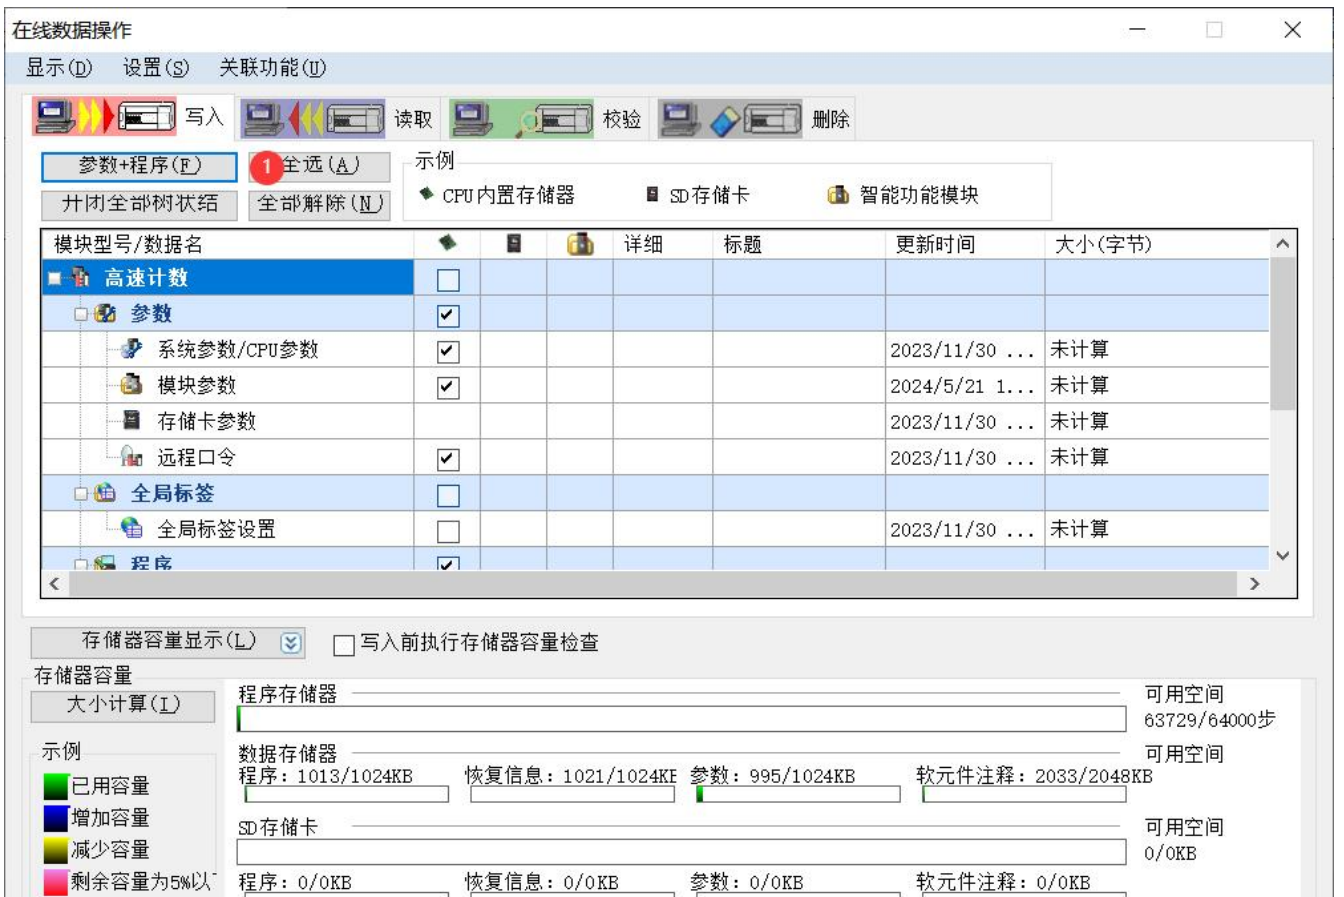 在线数据操作
显示(D) 设置(S) 关联功能(U)
写入 读取 校验 删除
参数+程序(F) 1 全选(A) 示例
开闭全部树状结 全部解除(N) CPU内置存储器 SD存储卡 智能功能模块
模块型号/数据名 详细 标题 更新时间 大小(字节)
高速计数
参数
系统参数/CPU参数 2023/11/30 ... 未计算
模块参数 2024/5/21 1... 未计算
存储卡参数 2023/11/30 ... 未计算
远程口令 2023/11/30 ... 未计算
全局标签
全局标签设置 2023/11/30 ... 未计算
程序
存储器容量显示(L) 写入前执行存储器容量检查
存储器容量
大小计算(I) 程序存储器 可用空间
63729/64000步
示例 数据存储器 可用空间
程序: 1013/1024KB 恢复信息: 1021/1024KB 参数: 995/1024KB 软元件注释: 2033/2048KB
已用容量
增加容量
SD存储卡 可用空间
减少容量 0/0KB
剩余容量为5%以 程序: 0/0KB 恢复信息: 0/0KB 参数: 0/0KB 软元件注释: 0/0KB